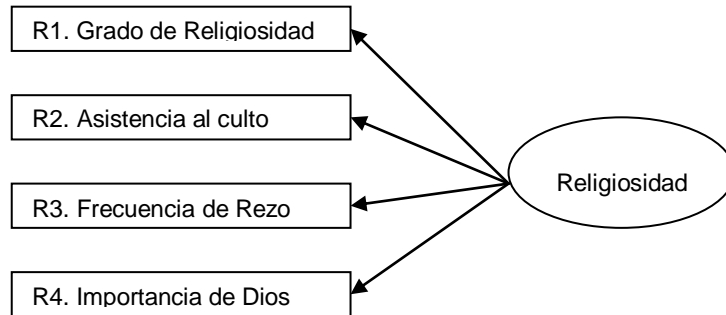 R1. Grado de Religiosidad
R2. Asistencia al culto
Religiosidad
R3. Frecuencia de Rezo
R4. Importancia de Dios